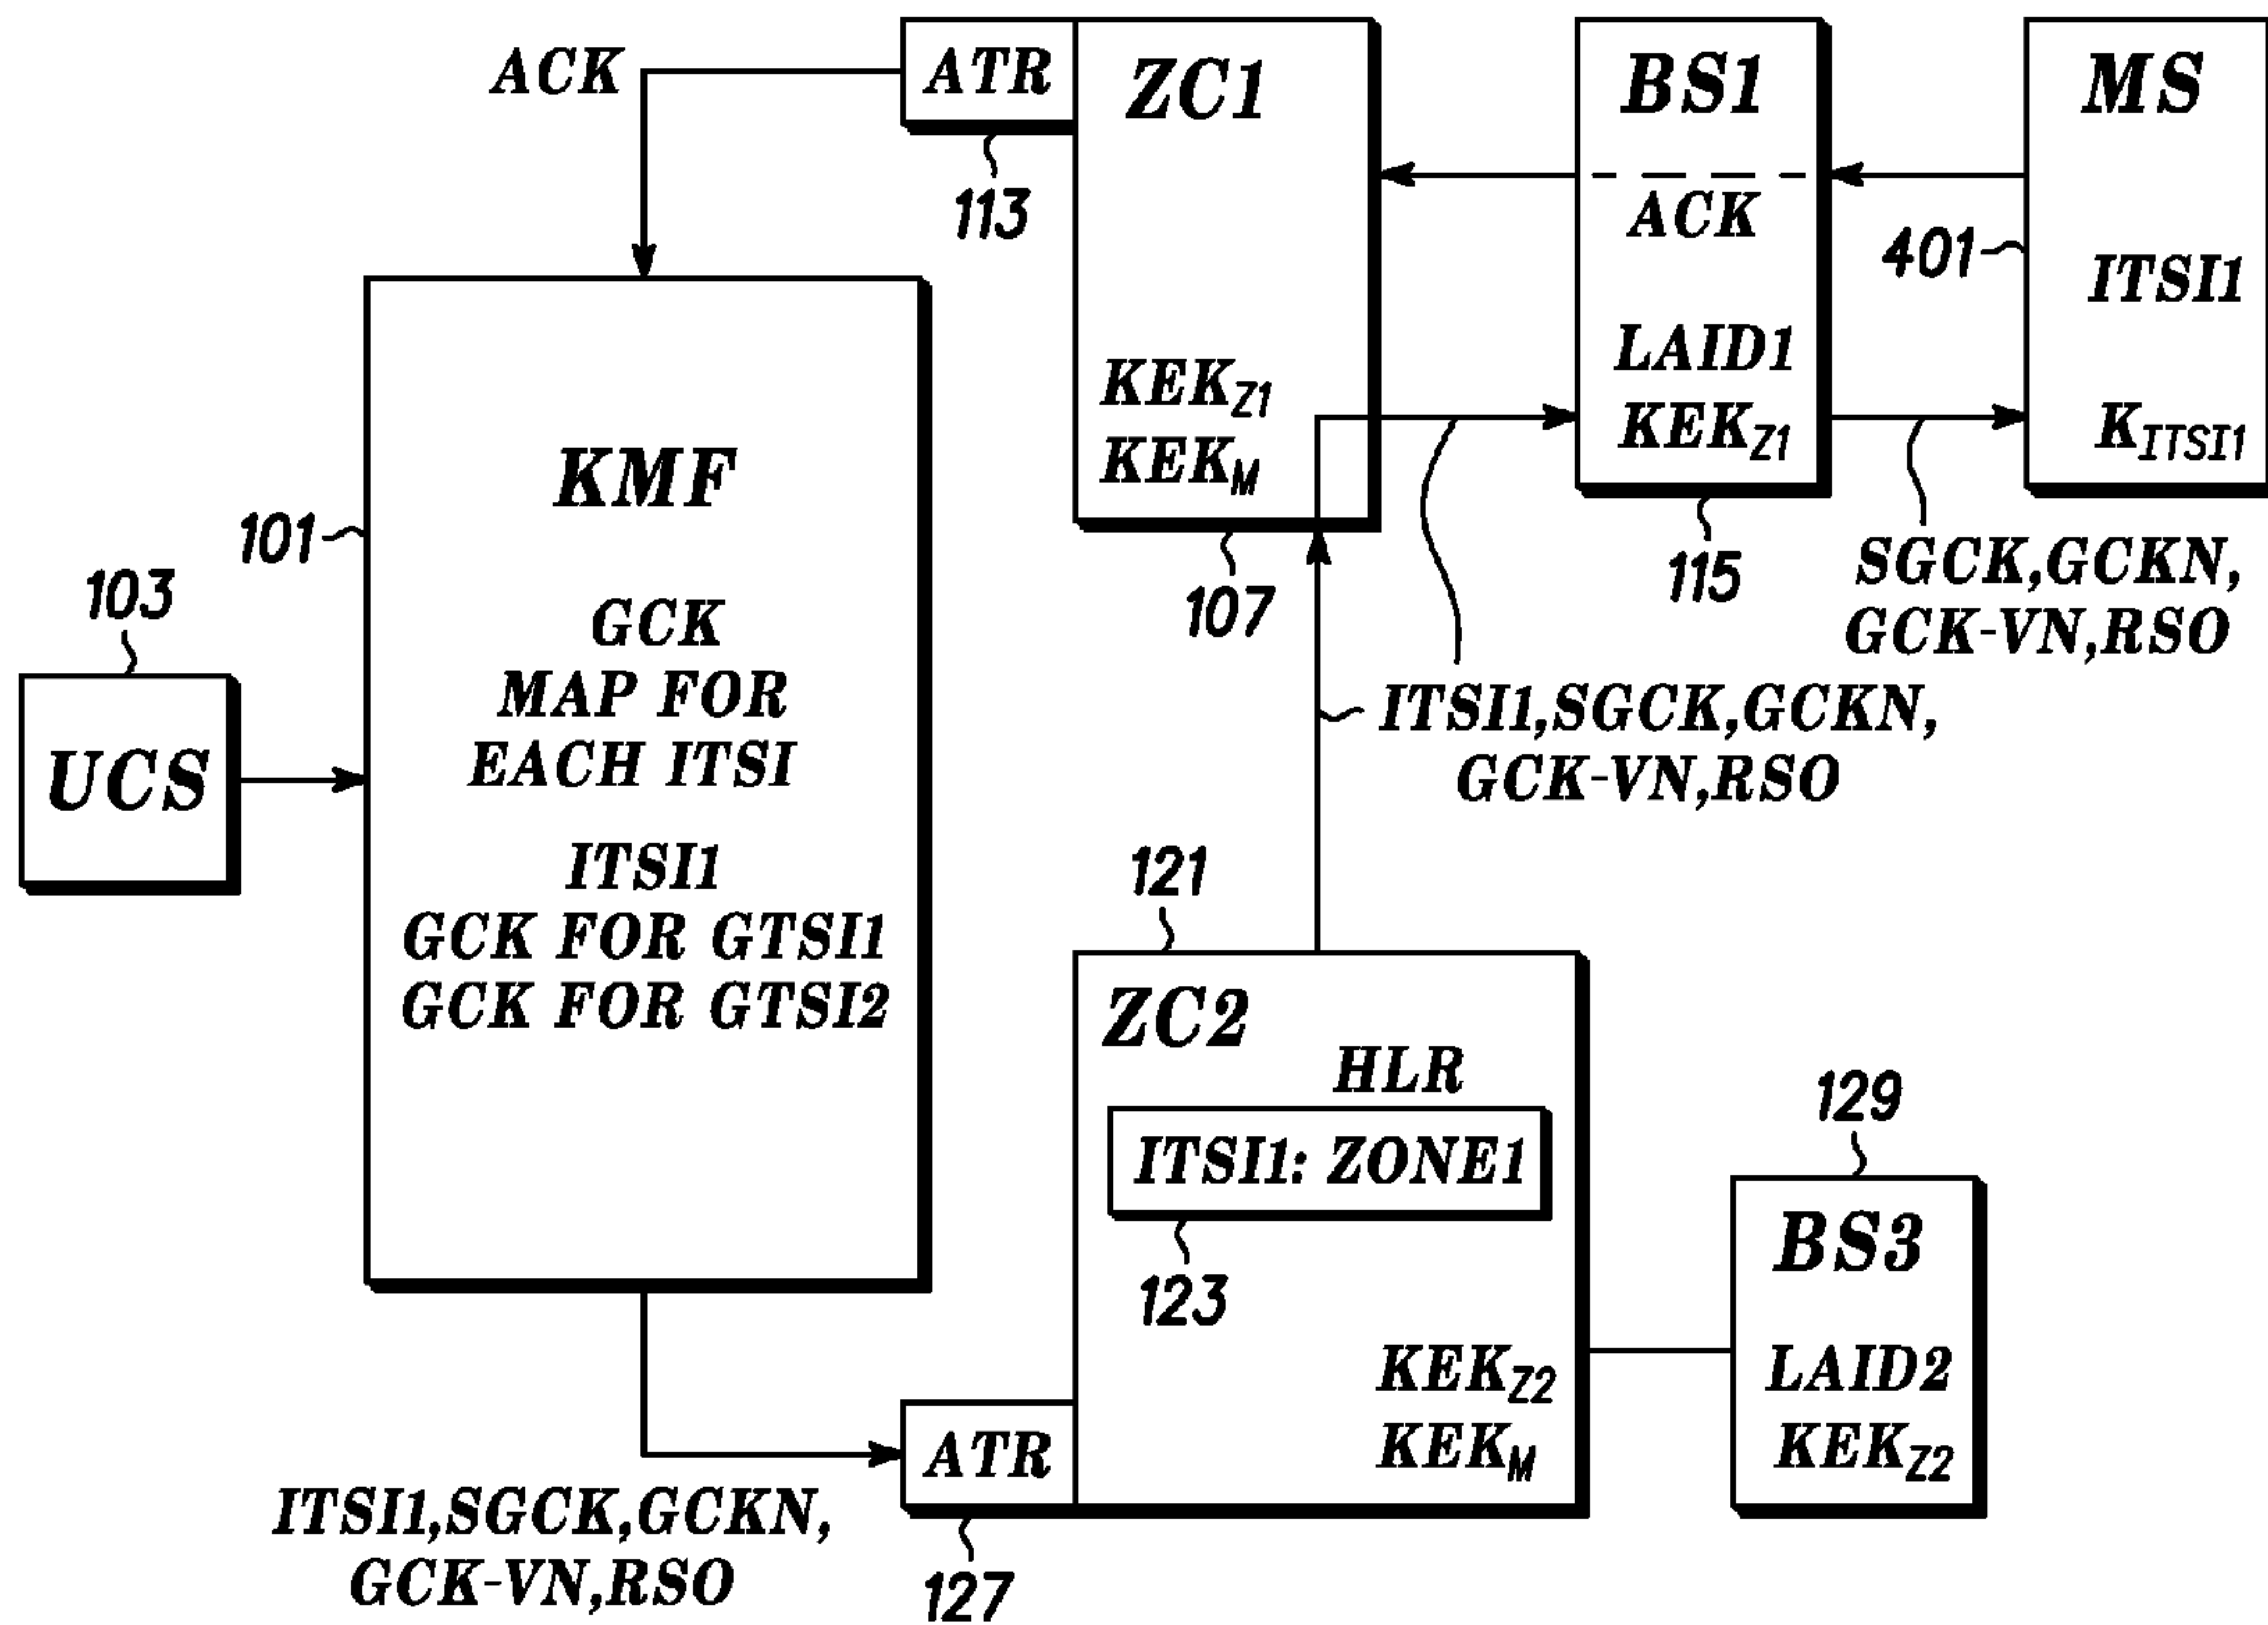 ACK
ATR
113
ZC1
KEKZ1
KEKM
107
BS1
ACK
LAID1
KEKZ1
115
MS
401
ITSI1
KITSI1
SGCK,GCKN,
GCK-VN,RSO
101
KMF
GCK
MAP FOR
EACH ITSI
ITSI1
GCK FOR GTSI1
GCK FOR GTSI2
103
UCS
ITSI1,SGCK,GCKN,
GCK-VN,RSO
121
ZC2
HLR
ITSI1: ZONE1
123
KEKZ2
KEKM
129
BS3
LAID2
KEKZ2
ATR
127
ITSI1,SGCK,GCKN,
GCK-VN,RSO